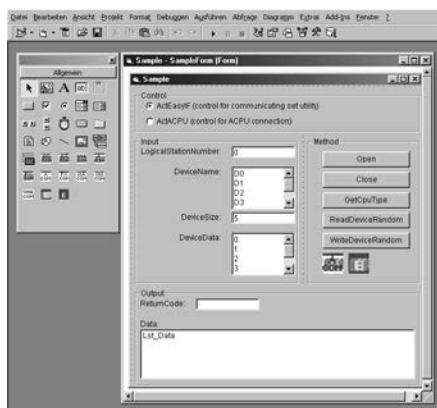 Datei Bearbeiten Ansicht Projekt Format Debuggen Ausführen Abfrage Diagramm Extras Add-Ins Fenster ?
Allgemein
Sample - SampleForm (Form)
Sample
Control
ActEasyIF (control for communicating set utility)
ActACPU (control for ACPU connection)
Input
LogicalStationNumber: 0
DeviceName: D0
D1
D2
D3
DeviceSize: 5
DeviceData: 0
1
2
3
Method
Open
Close
GetCpuType
ReadDeviceRandom
WriteDeviceRandom
Output
ReturnCode:
Data:
Lst_Data